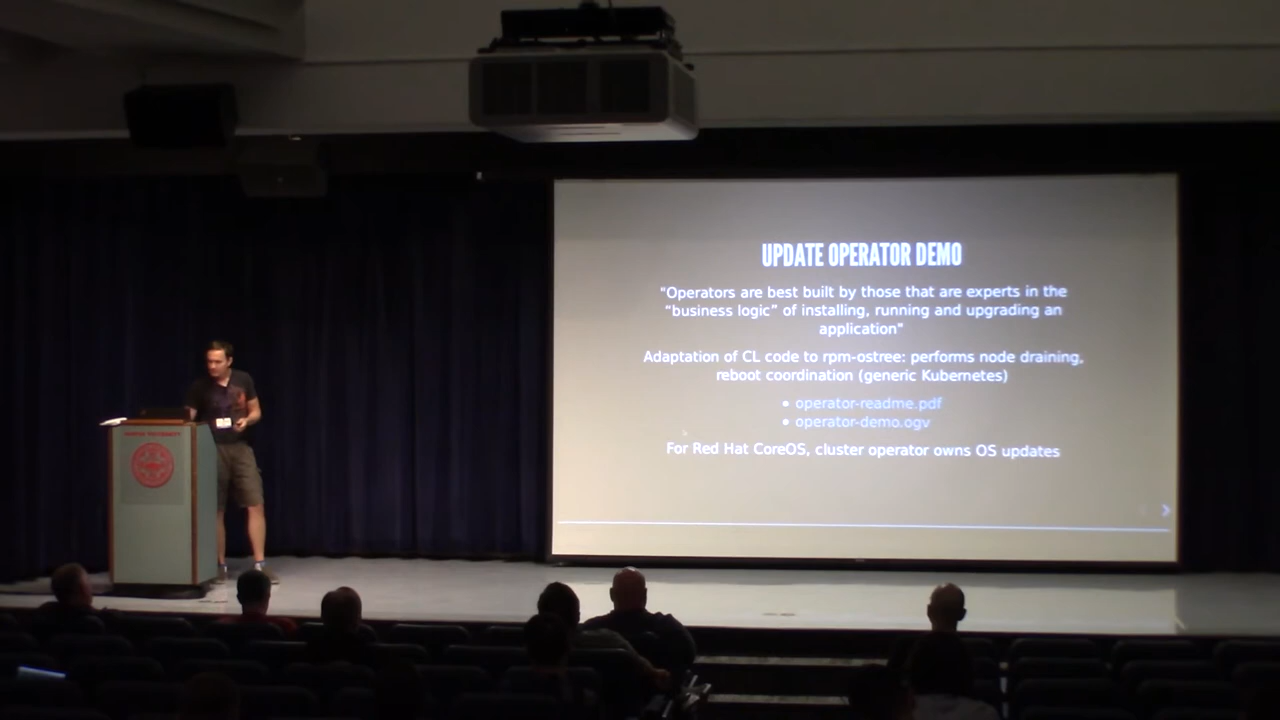 UPDATE OPERATOR DEMO
"Operators are best built by those that are experts in the
“business logic” of installing, running and upgrading an
application"
Adaptation of CL code to rpm-ostree: performs node draining,
reboot coordination (generic Kubernetes)
• operator-readme.pdf
• operator-demo.ogv
For Red Hat CoreOS, cluster operator owns OS updates